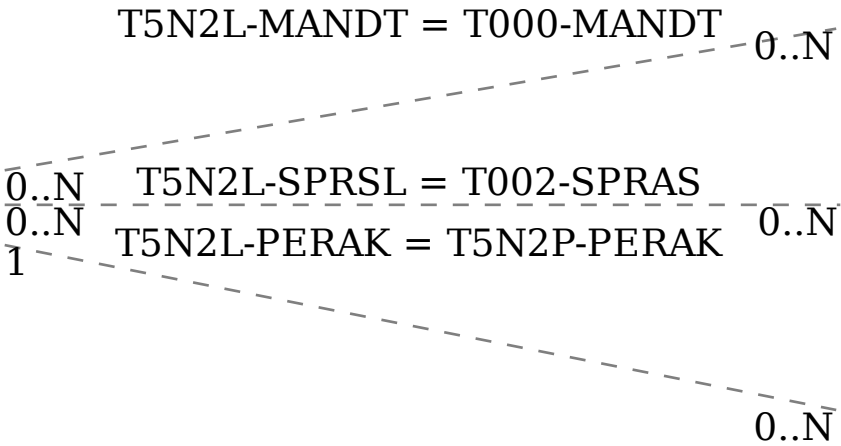 T5N2L-MANDT = T000-MANDT
0..N
0..N
T5N2L-SPRSL = T002-SPRAS
0..N
0..N
1
T5N2L-PERAK = T5N2P-PERAK
0..N